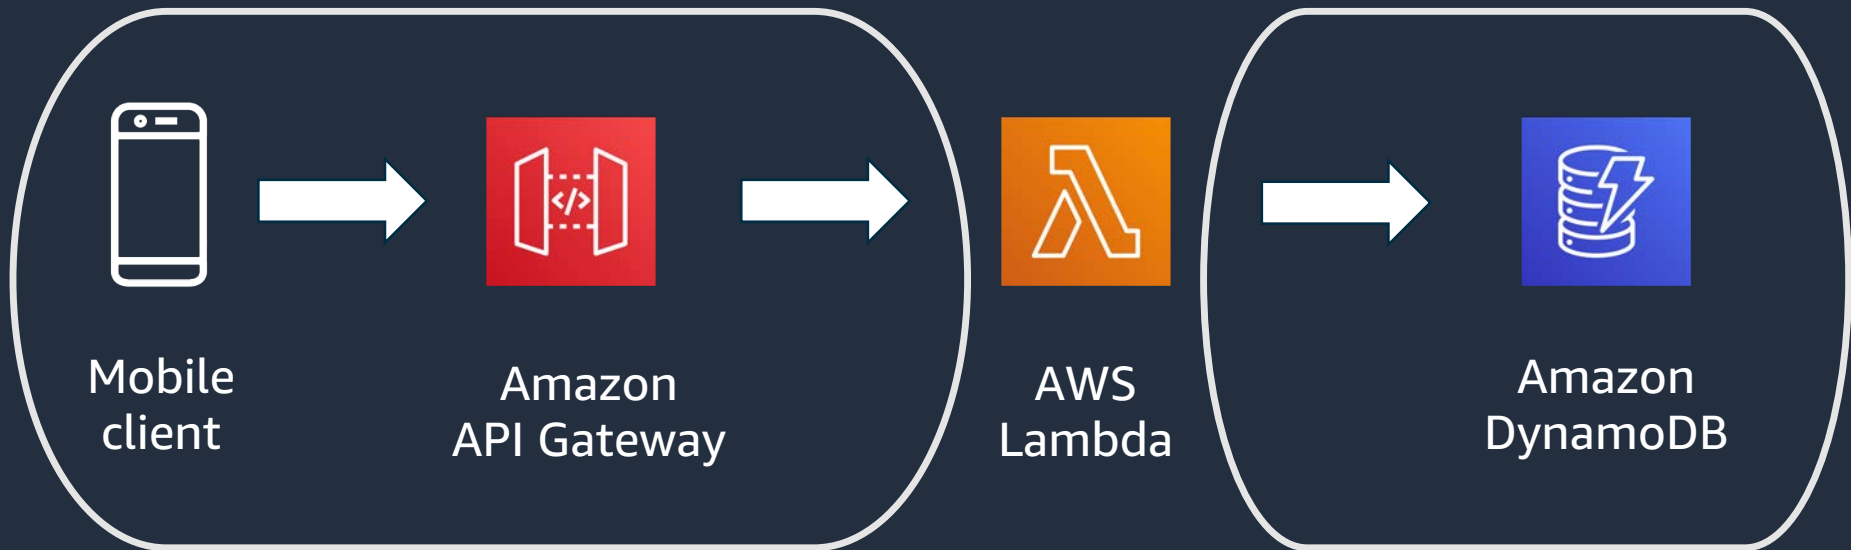 Mobile
client
Amazon
API Gateway
</>
AWS
Lambda
Amazon
DynamoDB